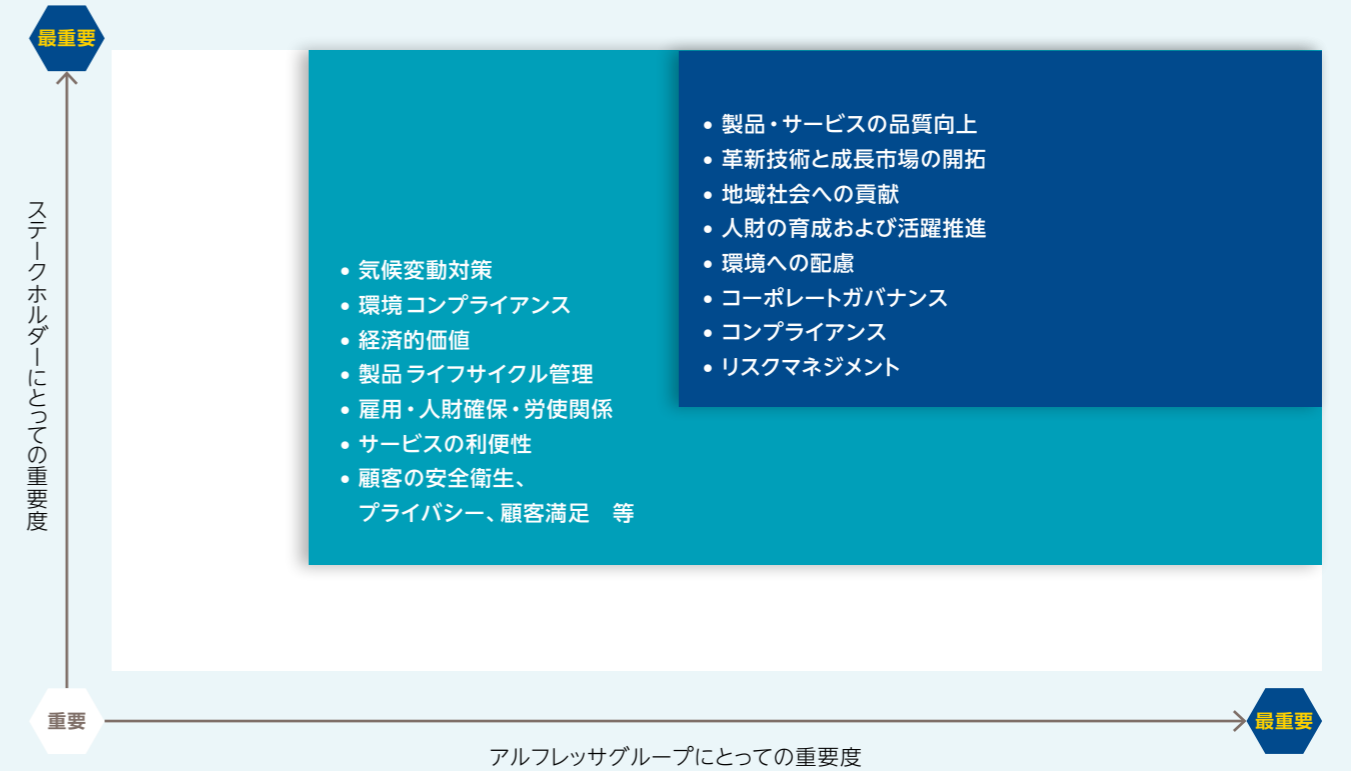 最重要
ステークホルダーにとっての重要度
• 製品・サービスの品質向上
• 革新技術と成長市場の開拓
• 地域社会への貢献
• 人財の育成および活躍推進
• 環境への配慮
• コーポレートガバナンス
• コンプライアンス
• リスクマネジメント
• 気候変動対策
• 環境コンプライアンス
• 経済的価値
• 製品ライフサイクル管理
• 雇用・人財確保・労使関係
• サービスの利便性
• 顧客の安全衛生、
プライバシー、顧客満足　等
重要
最重要
アルフレッサグループにとっての重要度